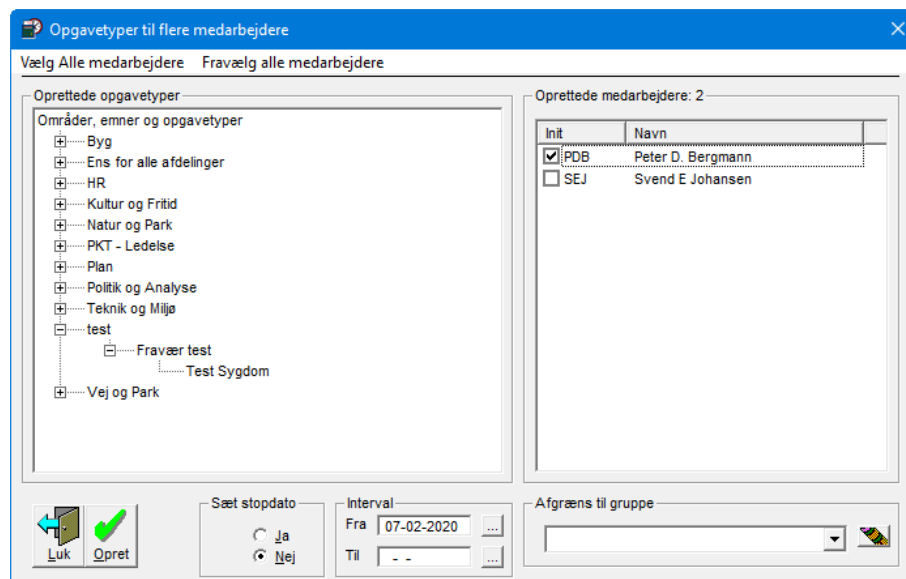 Opgavetyper til flere medarbejdere
Vælg Alle medarbejdere Fravælg alle medarbejdere
Oprettede opgavetyper
Områder, emner og opgavetyper
Byg
Ens for alle afdelinger
HR
Kultur og Fritid
Natur og Park
PKT - Ledelse
Plan
Politik og Analyse
Teknik og Miljø
test
Fravær test
Test Sygdom
Vej og Park
Oprettede medarbejdere: 2
Init Navn
PDB Peter D. Bergmann
SEJ Svend E Johansen
Luk Opret
Sæt stopdato
Ja
Nej
Interval
Fra 07-02-2020 ...
Til - - ...
Afgræns til gruppe